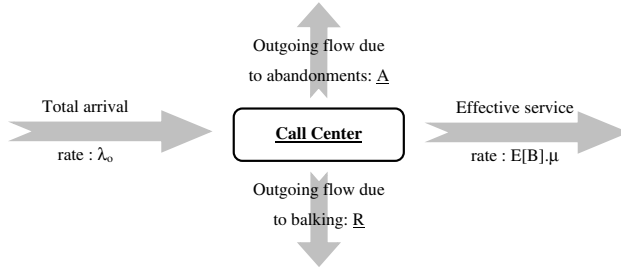 Outgoing flow due
to abandonments: A
Total arrival
rate : λo
Call Center
Effective service
rate : E[B].μ
Outgoing flow due
to balking: R